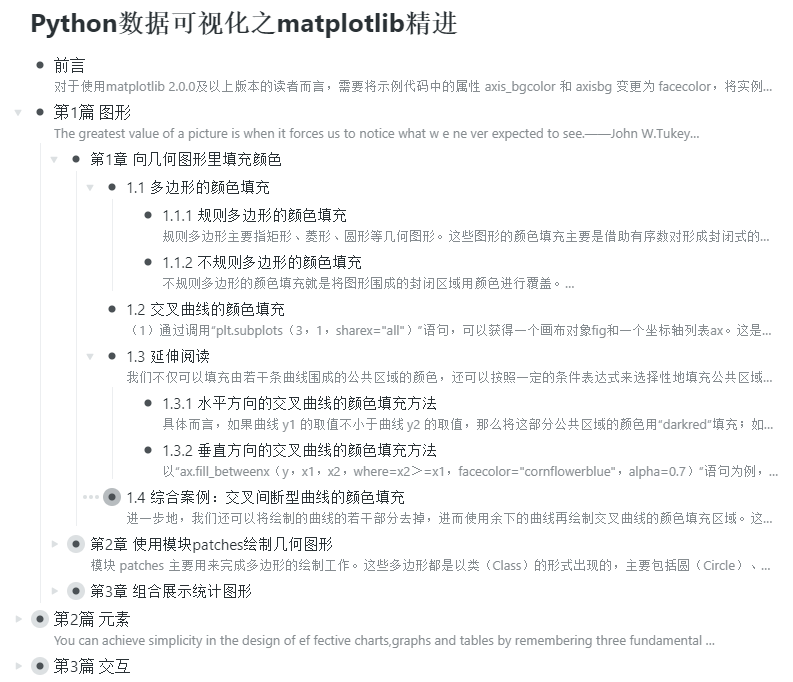 Python数据可视化之matplotlib精进
前言
对于使用matplotlib 2.0.0及以上版本的读者而言，需要将示例代码中的属性 axis_bgcolor 和 axisbg 变更为 facecolor，将实例...
第1篇 图形
The greatest value of a picture is when it forces us to notice what w e ne ver expected to see.——John W.Tukey...
第1章 向几何图形里填充颜色
1.1 多边形的颜色填充
1.1.1 规则多边形的颜色填充
规则多边形主要指矩形、菱形、圆形等几何图形。这些图形的颜色填充主要是借助有序数对形成封闭式的...
1.1.2 不规则多边形的颜色填充
不规则多边形的颜色填充就是将图形围成的封闭区域用颜色进行覆盖。...
1.2 交叉曲线的颜色填充
（1）通过调用“plt.subplots（3，1，sharex="all"）”语句，可以获得一个画布对象fig和一个坐标轴列表ax。这是...
1.3 延伸阅读
我们不仅可以填充由若干条曲线围成的公共区域的颜色，还可以按照一定的条件表达式来选择性地填充公共区域...
1.3.1 水平方向的交叉曲线的颜色填充方法
具体而言，如果曲线 y1 的取值不小于曲线 y2 的取值，那么将这部分公共区域的颜色用“darkred”填充；如...
1.3.2 垂直方向的交叉曲线的颜色填充方法
以“ax.fill_betweenx（y，x1，x2，where=x2＞=x1，facecolor="cornflowerblue"，alpha=0.7）”语句为例，...
1.4 综合案例：交叉间断型曲线的颜色填充
进一步地，我们还可以将绘制的曲线的若干部分去掉，进而使用余下的曲线再绘制交叉曲线的颜色填充区域。这...
第2章 使用模块patches绘制几何图形
模块 patches 主要用来完成多边形的绘制工作。这些多边形都是以类（Class）的形式出现的，主要包括圆（Circle）、...
第3章 组合展示统计图形
第2篇 元素
You can achieve simplicity in the design of ef fective charts,graphs and tables by remembering three fundamental ...
第3篇 交互